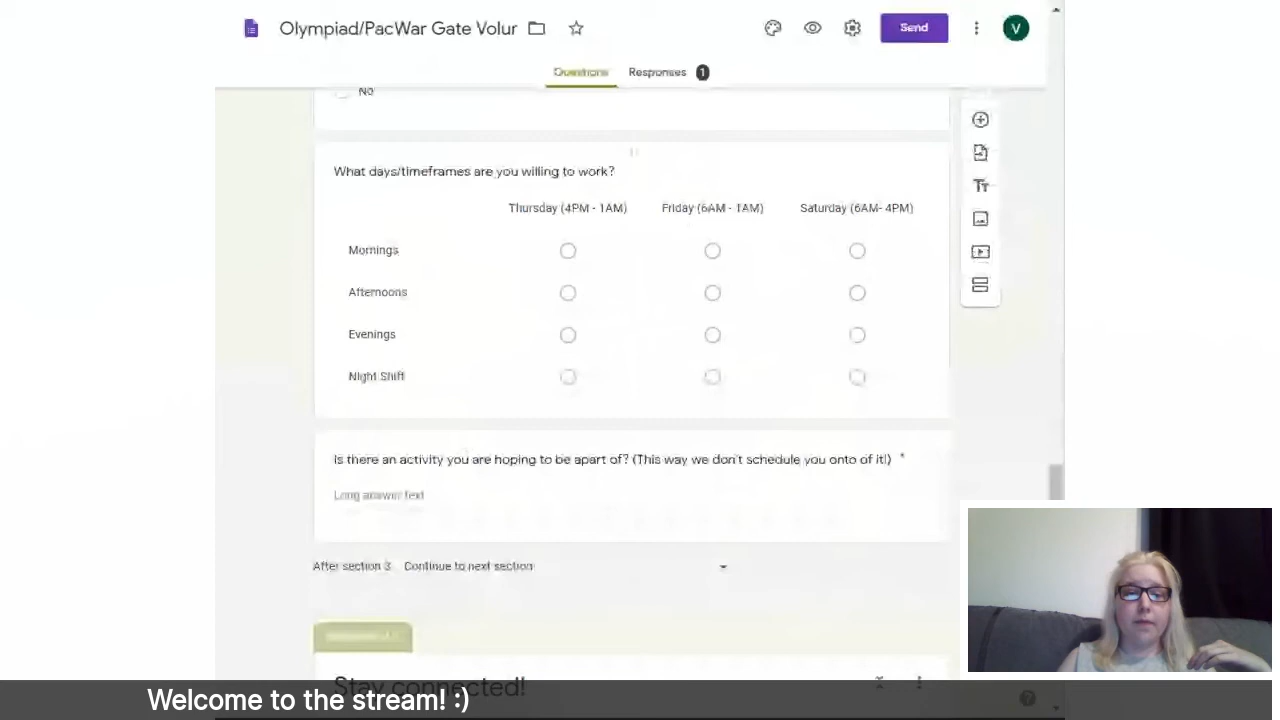 Olympiad/PacWar Gate Volur
Send
V
Questions
Responses 1
No
What days/timeframes are you willing to work?
Thursday (4PM - 1AM) Friday (6AM - 1AM) Saturday (6AM- 4PM)
Mornings
Afternoons
Evenings
Night Shift
Is there an activity you are hoping to be apart of? (This way we don't schedule you onto of it!) *
Long answer text
After section 3 Continue to next section
Stay connected!
Welcome to the stream! :)